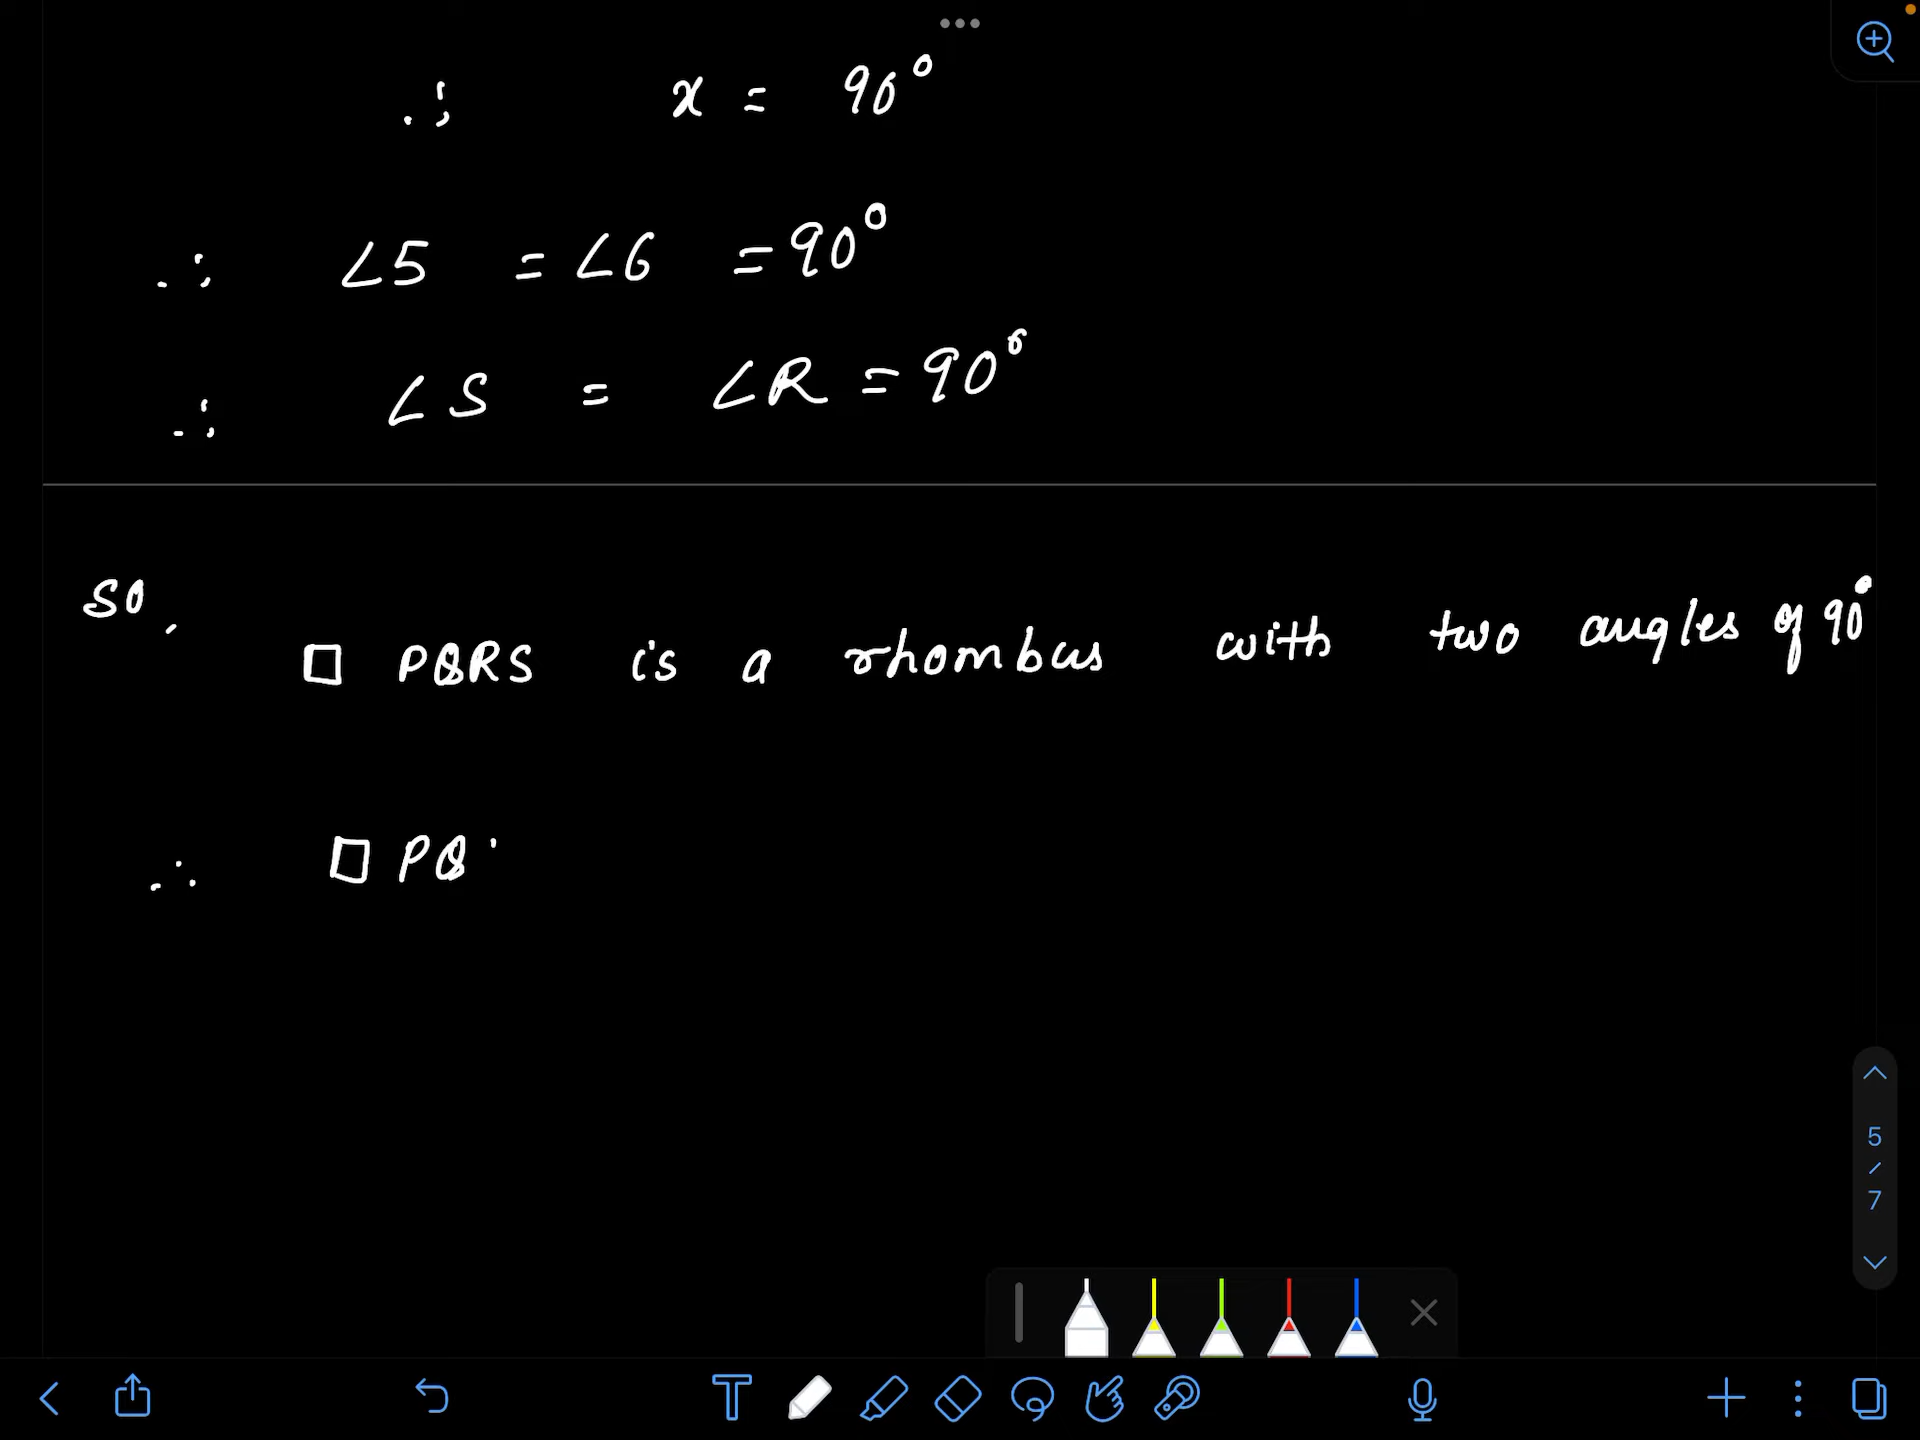 ∴ x = 90°
∴ ∠5 = ∠6 = 90°
∴ ∠S = ∠R = 90°
so,
□ PQRS is a rhombus with two angles of 90°
∴ □ PQ
5
/
7
T